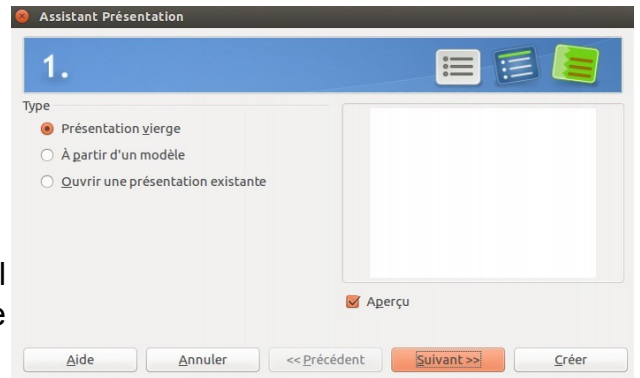 Assistant Présentation
1.
Type
Présentation vierge
À partir d'un modèle
Ouvrir une présentation existante
l
e
Aperçu
Aide Annuler << Précédent Suivant >> Créer